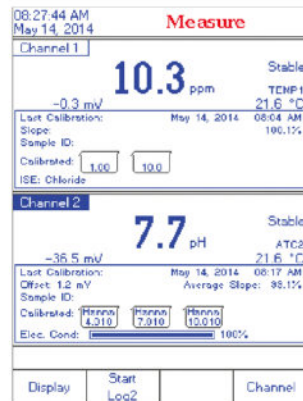 08:27:44 AM
May 14, 2014
Measure
Channel 1
10.3 ppm
Stable
TEMP1
-0.3 mV
21.6 °C
Last Calibration: May 14, 2014 08:04 AM
Slope: 100.1%
Sample ID:
Calibrated: 1.00 10.0
ISE: Chloride
Channel 2
7.7 pH
Stable
ATC2
-36.5 mV
21.6 °C
Last Calibration: May 14, 2014 08:17 AM
Offset: 1.2 mV Average Slope:
Sample ID:
Calibrated: Hanna 4.010 Hanna 7.010 Hanna 10.010
Elec. Cond: 100%
Display
Start Log2
Channel